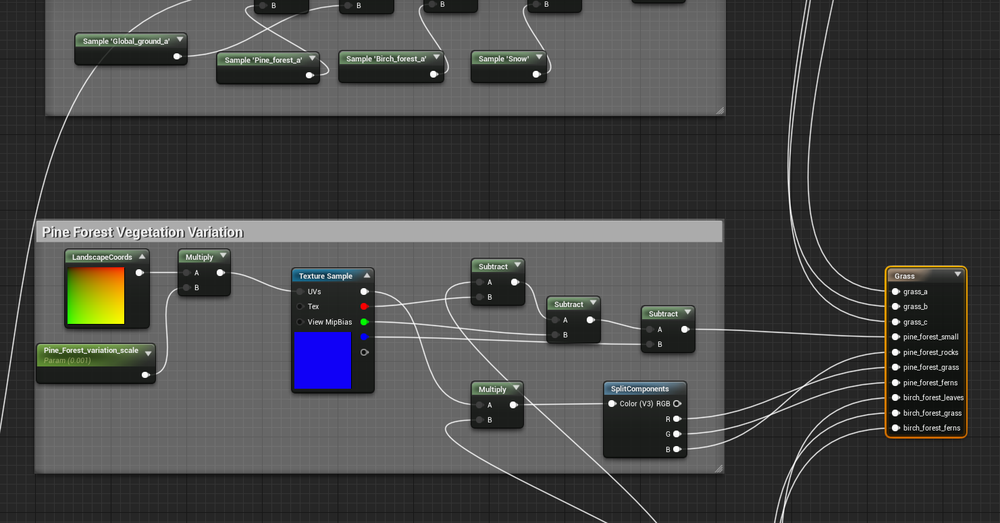 B
B
B
B
Sample 'Global_ground_a'
Sample 'Pine_forest_a'
Sample 'Birch_forest_a'
Sample 'Snow'
Pine Forest Vegetation Variation
LandscapeCoords
Multiply
A
B
Pine_Forest_variation_scale
Param (0.001)
Texture Sample
UVs
Tex
View MipBias
Subtract
A
B
Subtract
A
B
Subtract
A
B
Multiply
A
B
SplitComponents
Color (V3) RGB
R
G
B
Grass
grass_a
grass_b
grass_c
pine_forest_small
pine_forest_rocks
pine_forest_grass
pine_forest_ferns
birch_forest_leaves
birch_forest_grass
birch_forest_ferns